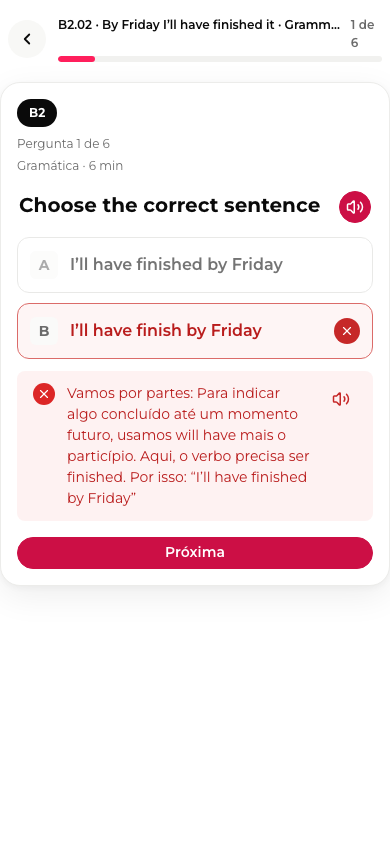 B2.02 · By Friday I’ll have finished it · Gramm...
1 de
6
B2
Pergunta 1 de 6
Gramática · 6 min
Choose the correct sentence
A I’ll have finished by Friday
B I’ll have finish by Friday
Vamos por partes: Para indicar
algo concluído até um momento
futuro, usamos will have mais o
particípio. Aqui, o verbo precisa ser
finished. Por isso: “I’ll have finished
by Friday”
Próxima